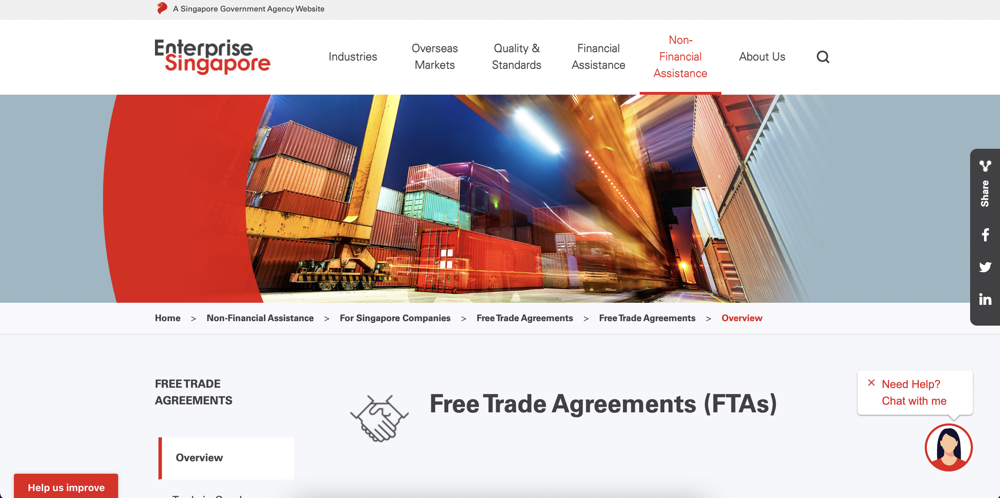 A Singapore Government Agency Website
Enterprise
Singapore
Industries
Overseas
Markets
Quality &
Standards
Financial
Assistance
Non-
Financial
Assistance
About Us
Share
Home > Non-Financial Assistance > For Singapore Companies > Free Trade Agreements > Free Trade Agreements > Overview
FREE TRADE
AGREEMENTS
Overview
Free Trade Agreements (FTAs)
Need Help?
Chat with me
Help us improve